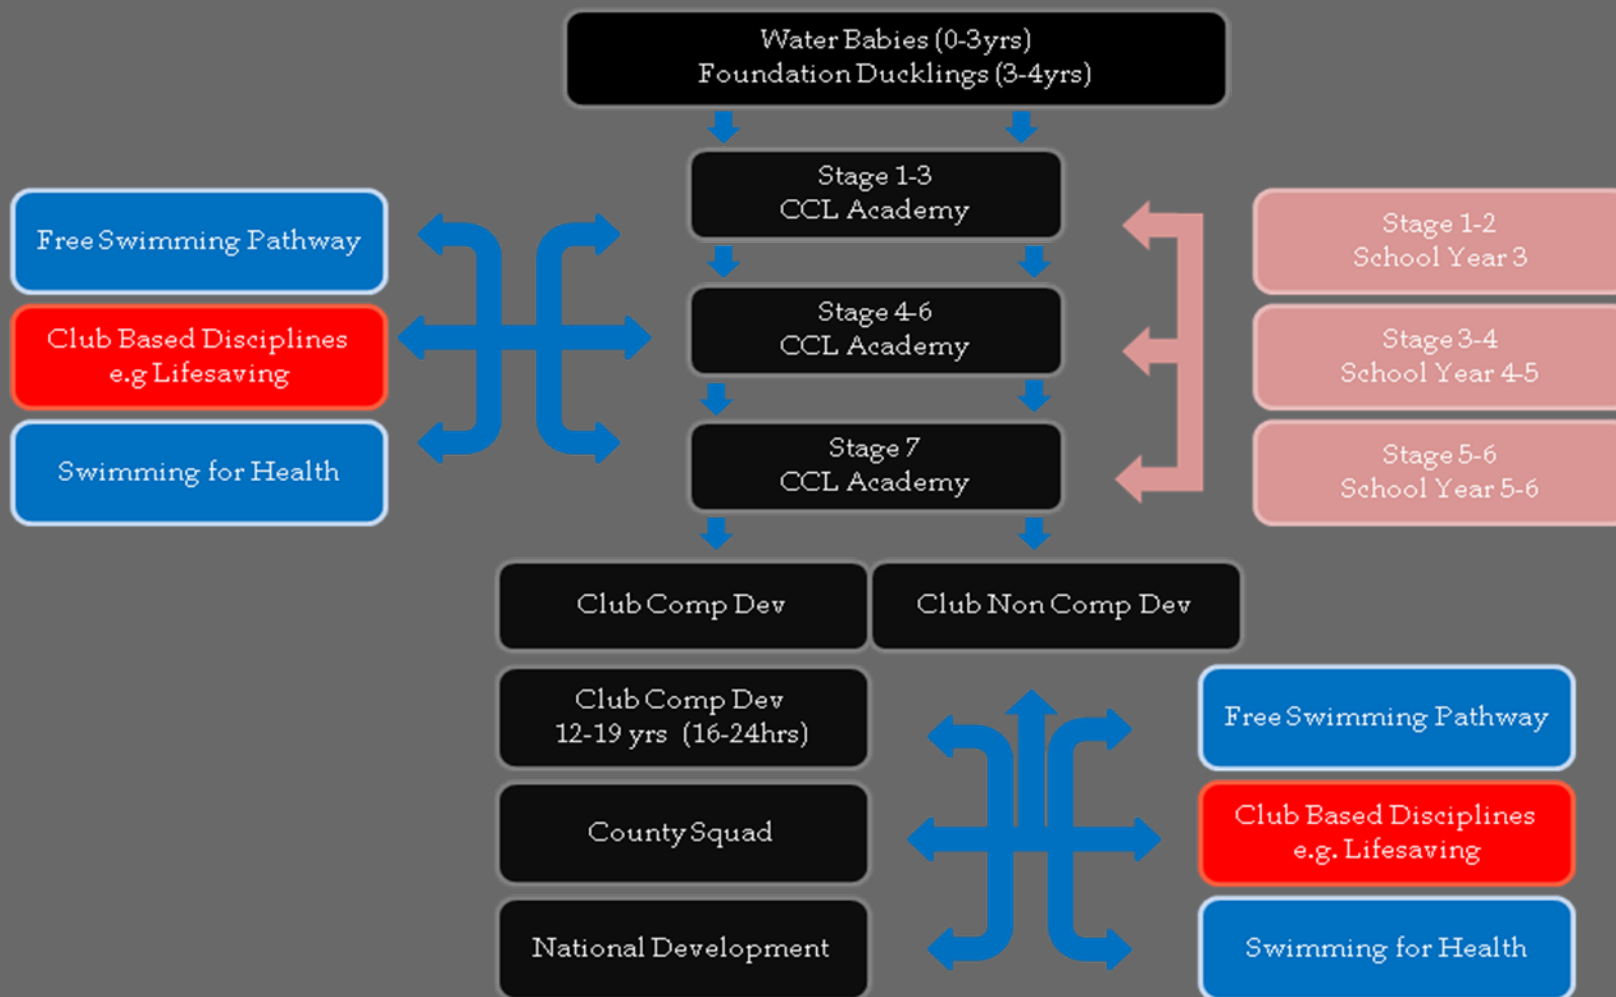 Water Babies (0-3yrs)
Foundation Ducklings (3-4yrs)
Stage 1-3
CCL Academy
Free Swimming Pathway
Stage 1-2
School Year 3
Stage 4-6
CCL Academy
Club Based Disciplines
e.g Lifesaving
Stage 3-4
School Year 4-5
Stage 7
CCL Academy
Swimming for Health
Stage 5-6
School Year 5-6
Club Comp Dev
Club Non Comp Dev
Club Comp Dev
12-19 yrs (16-24hrs)
Free Swimming Pathway
County Squad
Club Based Disciplines
e.g. Lifesaving
National Development
Swimming for Health